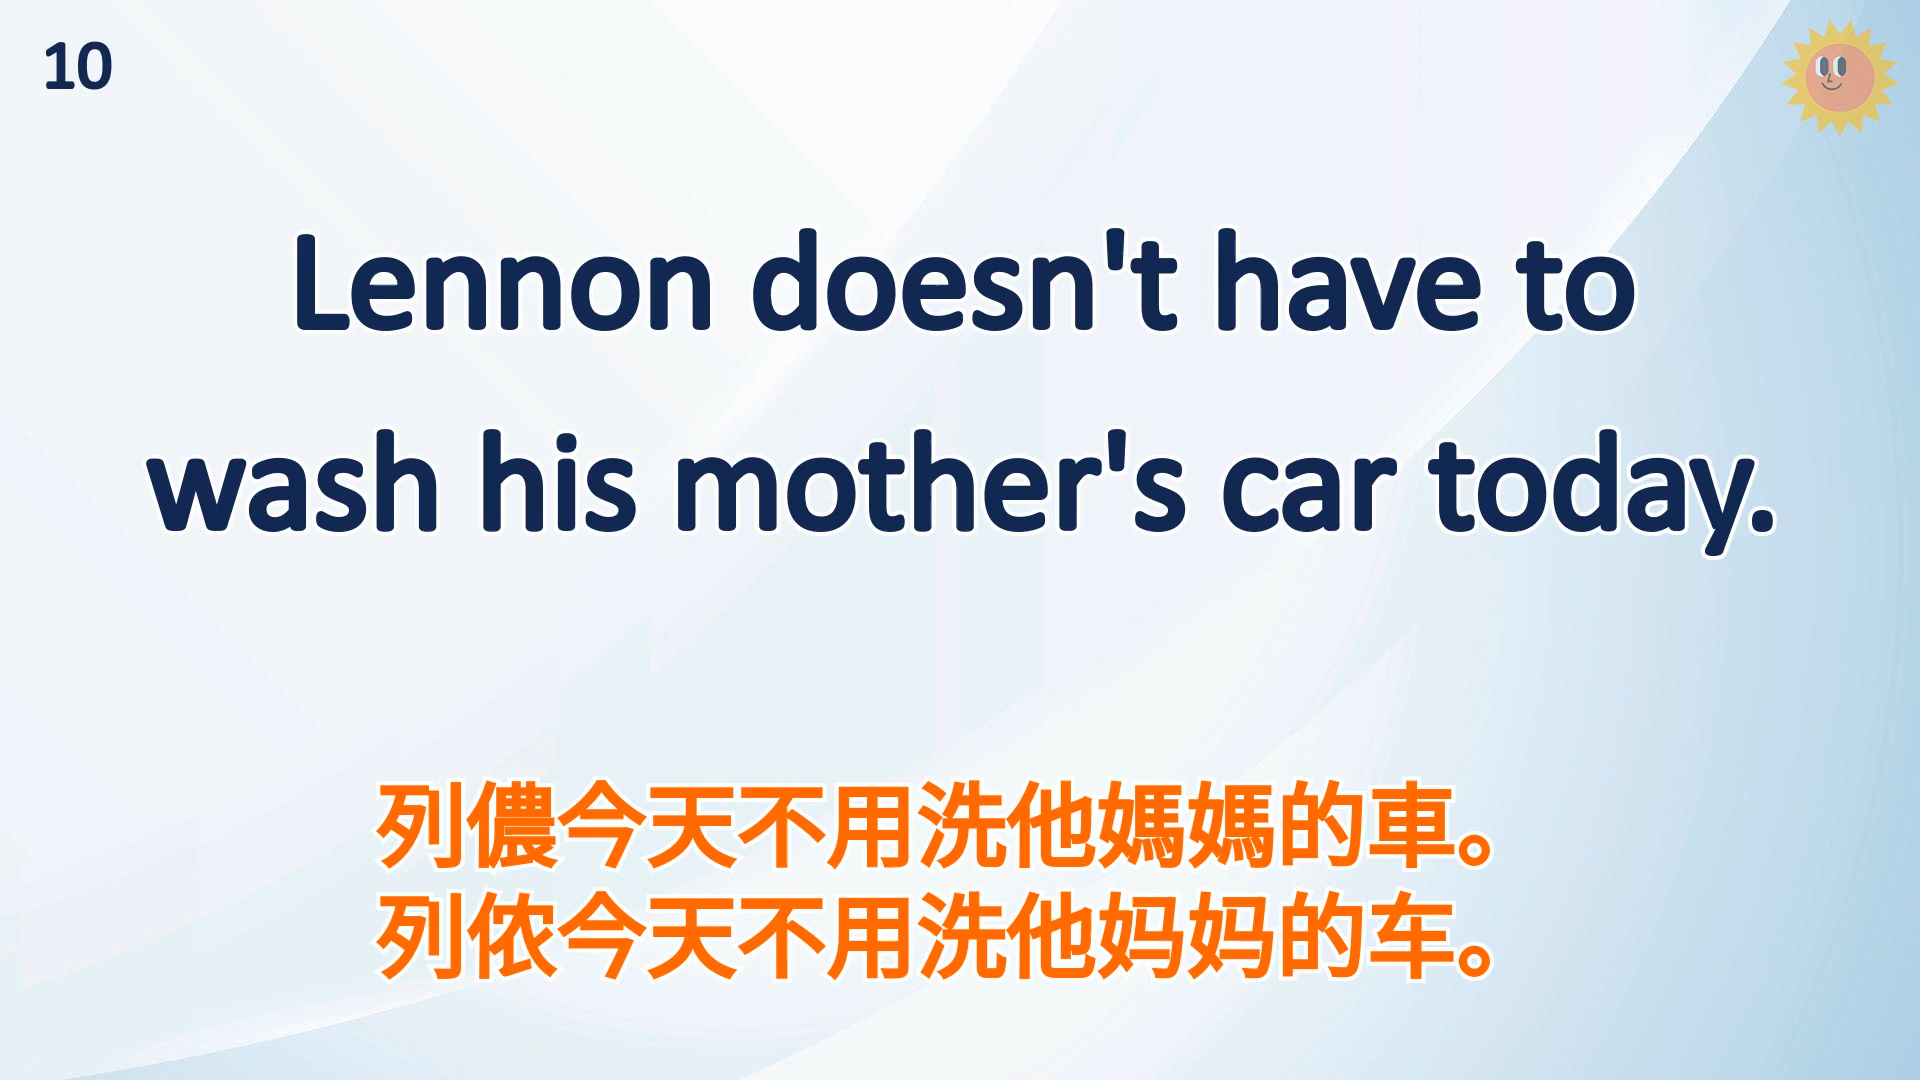 10
Lennon doesn't have to
wash his mother's car today.
列儂今天不用洗他媽媽的車。
列侬今天不用洗他妈妈的车。